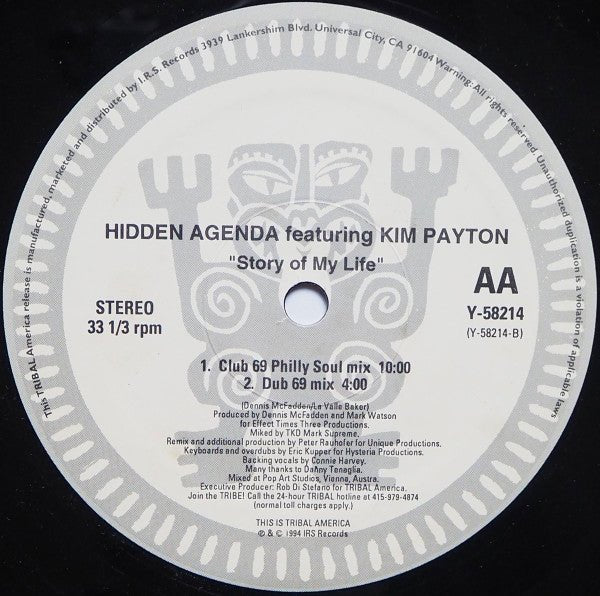 This TRIBAL America release is manufactured, marketed and distributed by I.R.S. Records 3939 Lankershim Blvd. Universal City, CA 91604 Warning: All rights reserved. Unauthorized duplication is a violation of applicable laws
HIDDEN AGENDA featuring KIM PAYTON
"Story of My Life"
AA
STEREO
33 1/3 rpm
Y-58214
(Y-58214-B)
1. Club 69 Philly Soul mix 10:00
2. Dub 69 mix 4:00
(Dennis McFadden/La Valle Baker)
Produced by Dennis McFadden and Mark Watson
for Effect Times Three Productions.
Miked by TKD Mark Supreme.
Remix and additional production by Peter Rauhofer for Unique Productions.
Keyboards and overdubs by Eric Kupper for Hysteria Productions.
Backing vocals by Connie Harvey.
Many thanks to Danny Tenaglia.
Mixed at Pop Art Studios, Vienna, Austra.
Executive Producer: Rob Di Stefano for TRIBAL America.
Join the TRIBE! Call the 24-hour TRIBAL hotline at 415-979-4874
(normal toll charges apply.)
THIS IS TRIBAL AMERICA
℗ & © 1994 IRS Records